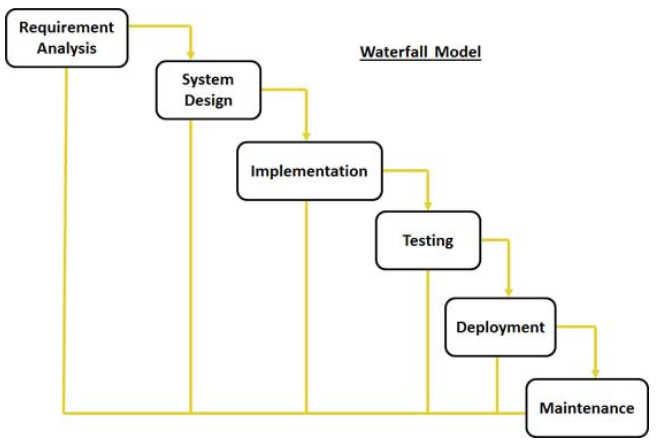 Requirement
Analysis
Waterfall Model
System
Design
Implementation
Testing
Deployment
Maintenance